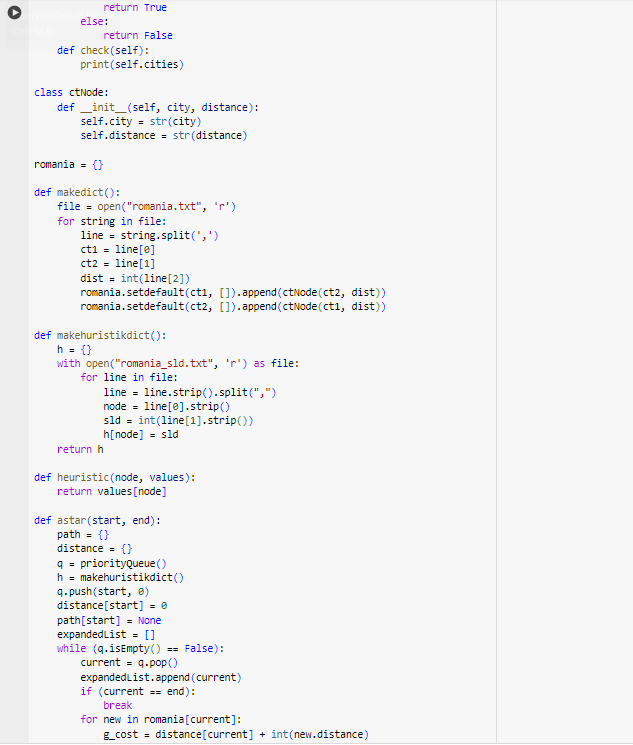 return True
        else:
            return False
    def check(self):
        print(self.cities)

class ctNode:
    def __init__(self, city, distance):
        self.city = str(city)
        self.distance = str(distance)

romania = {}

def makedict():
    file = open("romania.txt", 'r')
    for string in file:
        line = string.split(',')
        ct1 = line[0]
        ct2 = line[1]
        dist = int(line[2])
        romania.setdefault(ct1, []).append(ctNode(ct2, dist))
        romania.setdefault(ct2, []).append(ctNode(ct1, dist))

def makehuristikdict():
    h = {}
    with open("romania_sld.txt", 'r') as file:
        for line in file:
            line = line.strip().split(",")
            node = line[0].strip()
            sld = int(line[1].strip())
            h[node] = sld
    return h

def heuristic(node, values):
    return values[node]

def astar(start, end):
    path = {}
    distance = {}
    q = priorityQueue()
    h = makehuristikdict()
    q.push(start, 0)
    distance[start] = 0
    path[start] = None
    expandedList = []
    while (q.isEmpty() == False):
        current = q.pop()
        expandedList.append(current)
        if (current == end):
            break
        for new in romania[current]:
            g_cost = distance[current] + int(new.distance)